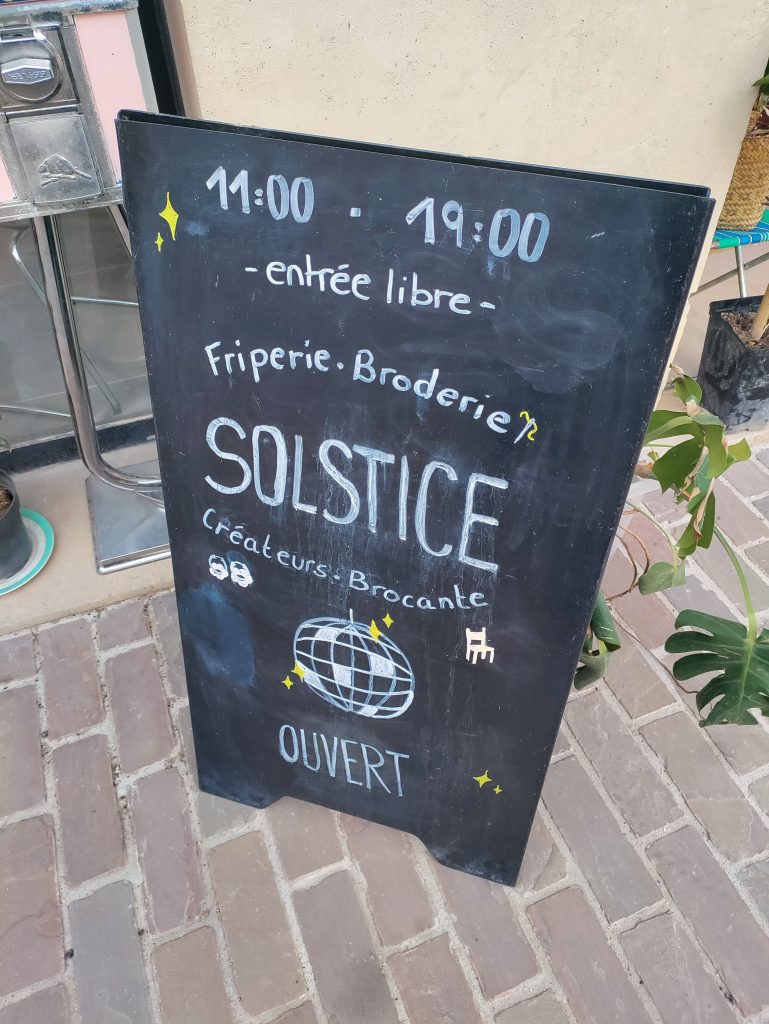 11:00 · 19:00
- entrée libre -
Friperie · Broderie
SOLSTICE
Créateurs · Brocante
OUVERT